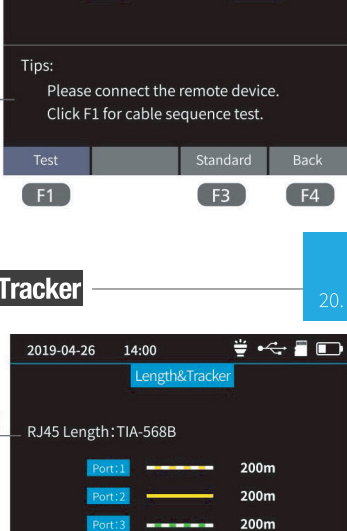 Tips:
Please connect the remote device.
Click F1 for cable sequence test.
Test Standard Back
F1 F3 F4
Tracker
20.
2019-04-26 14:00
Length&Tracker
RJ45 Length:TIA-568B
Port:1 200m
Port:2 200m
Port:3 200m